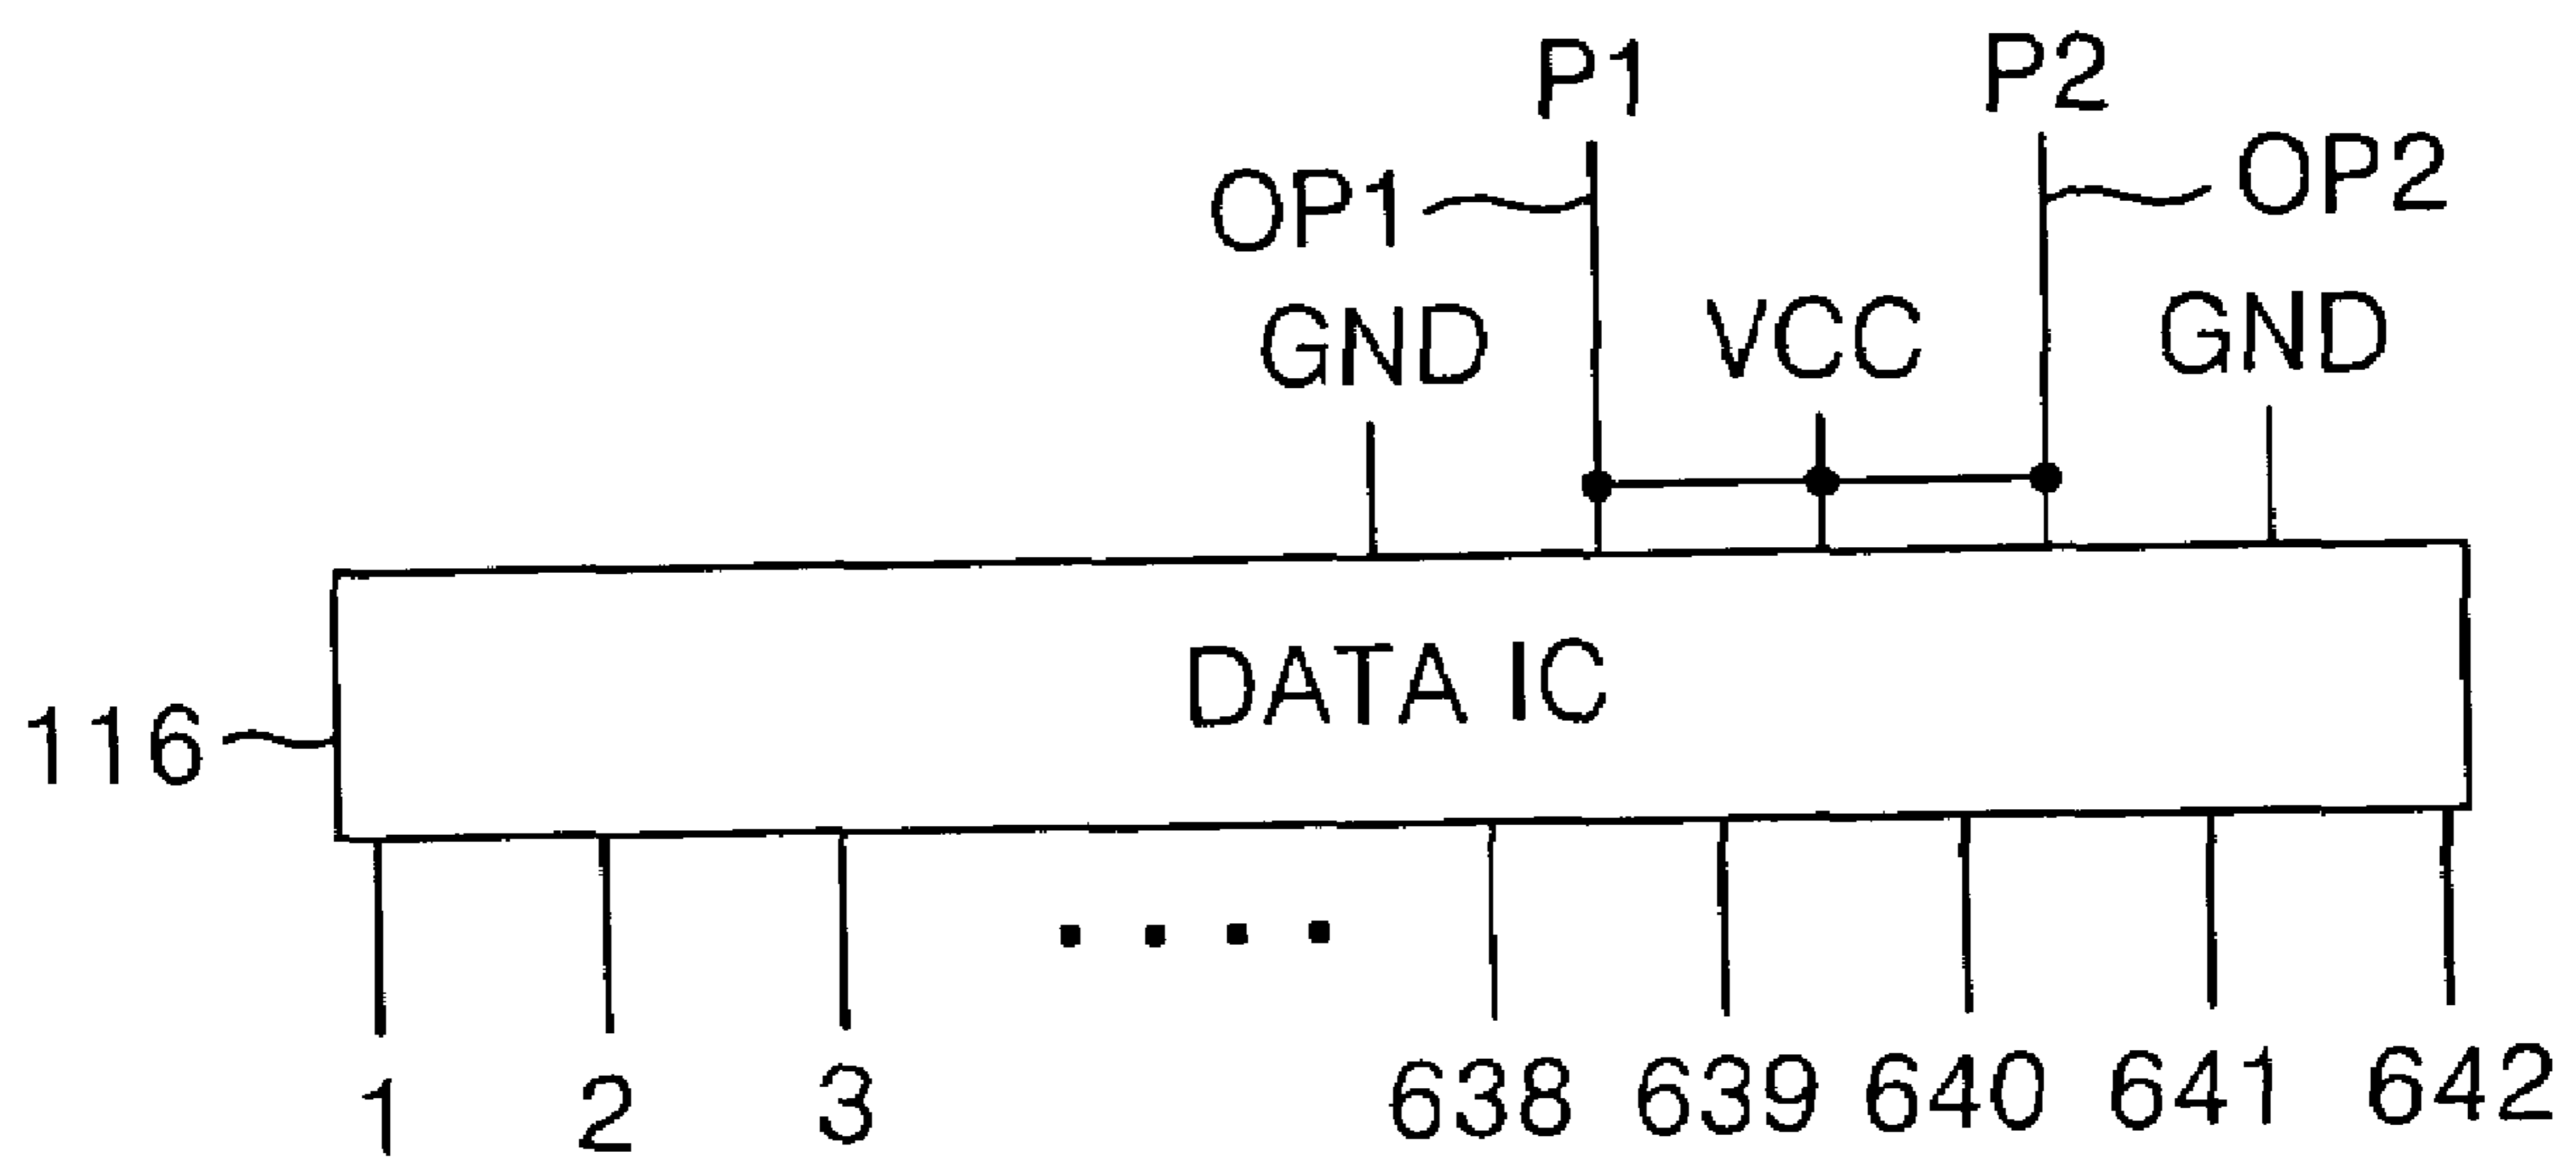 P1 P2
OP1 OP2
GND VCC GND
DATA IC
116
1 2 3 638 639 640 641 642